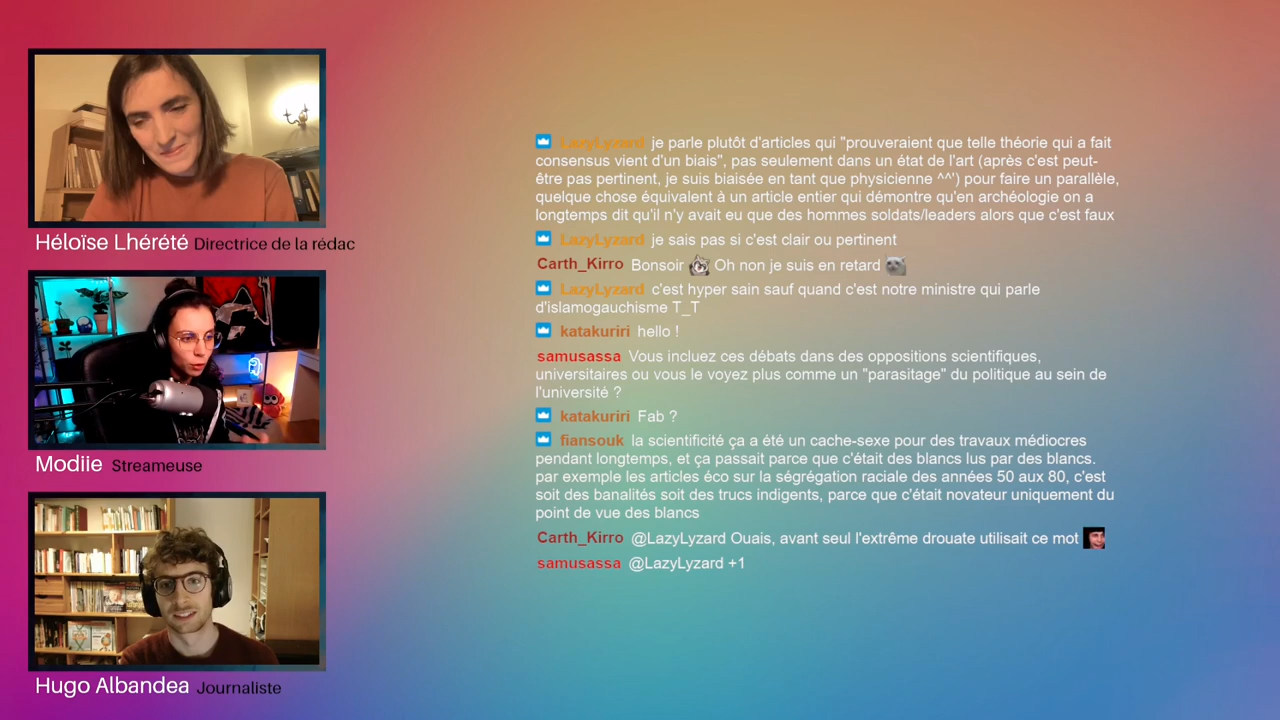 Héloïse Lhérété Directrice de la rédac
Modiie Streameuse
Hugo Albandea Journaliste
LazyLyzard je parle plutôt d'articles qui "prouveraient que telle théorie qui a fait
consensus vient d'un biais", pas seulement dans un état de l'art (après c'est peut-
être pas pertinent, je suis biaisée en tant que physicienne ^^') pour faire un parallèle,
quelque chose équivalent à un article entier qui démontre qu'en archéologie on a
longtemps dit qu'il n'y avait eu que des hommes soldats/leaders alors que c'est faux
LazyLyzard je sais pas si c'est clair ou pertinent
Carth_Kirro Bonsoir Oh non je suis en retard
LazyLyzard c'est hyper sain sauf quand c'est notre ministre qui parle
d'islamogauchisme T_T
katakuriri hello !
samusassa Vous incluez ces débats dans des oppositions scientifiques,
universitaires ou vous le voyez plus comme un "parasitage" du politique au sein de
l'université ?
katakuriri Fab ?
fiansouk la scientificité ça a été un cache-sexe pour des travaux médiocres
pendant longtemps, et ça passait parce que c'était des blancs lus par des blancs.
par exemple les articles éco sur la ségrégation raciale des années 50 aux 80, c'est
soit des banalités soit des trucs indigents, parce que c'était novateur uniquement du
point de vue des blancs
Carth_Kirro @LazyLyzard Ouais, avant seul l'extrême drouate utilisait ce mot
samusassa @LazyLyzard +1